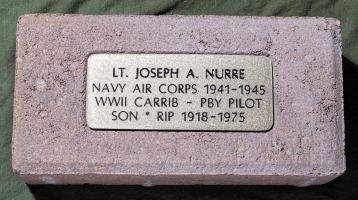 LT. JOSEPH A. NURRE
NAVY AIR CORPS 1941-1945
WWII CARRIB - PBY PILOT
SON * RIP 1918-1975